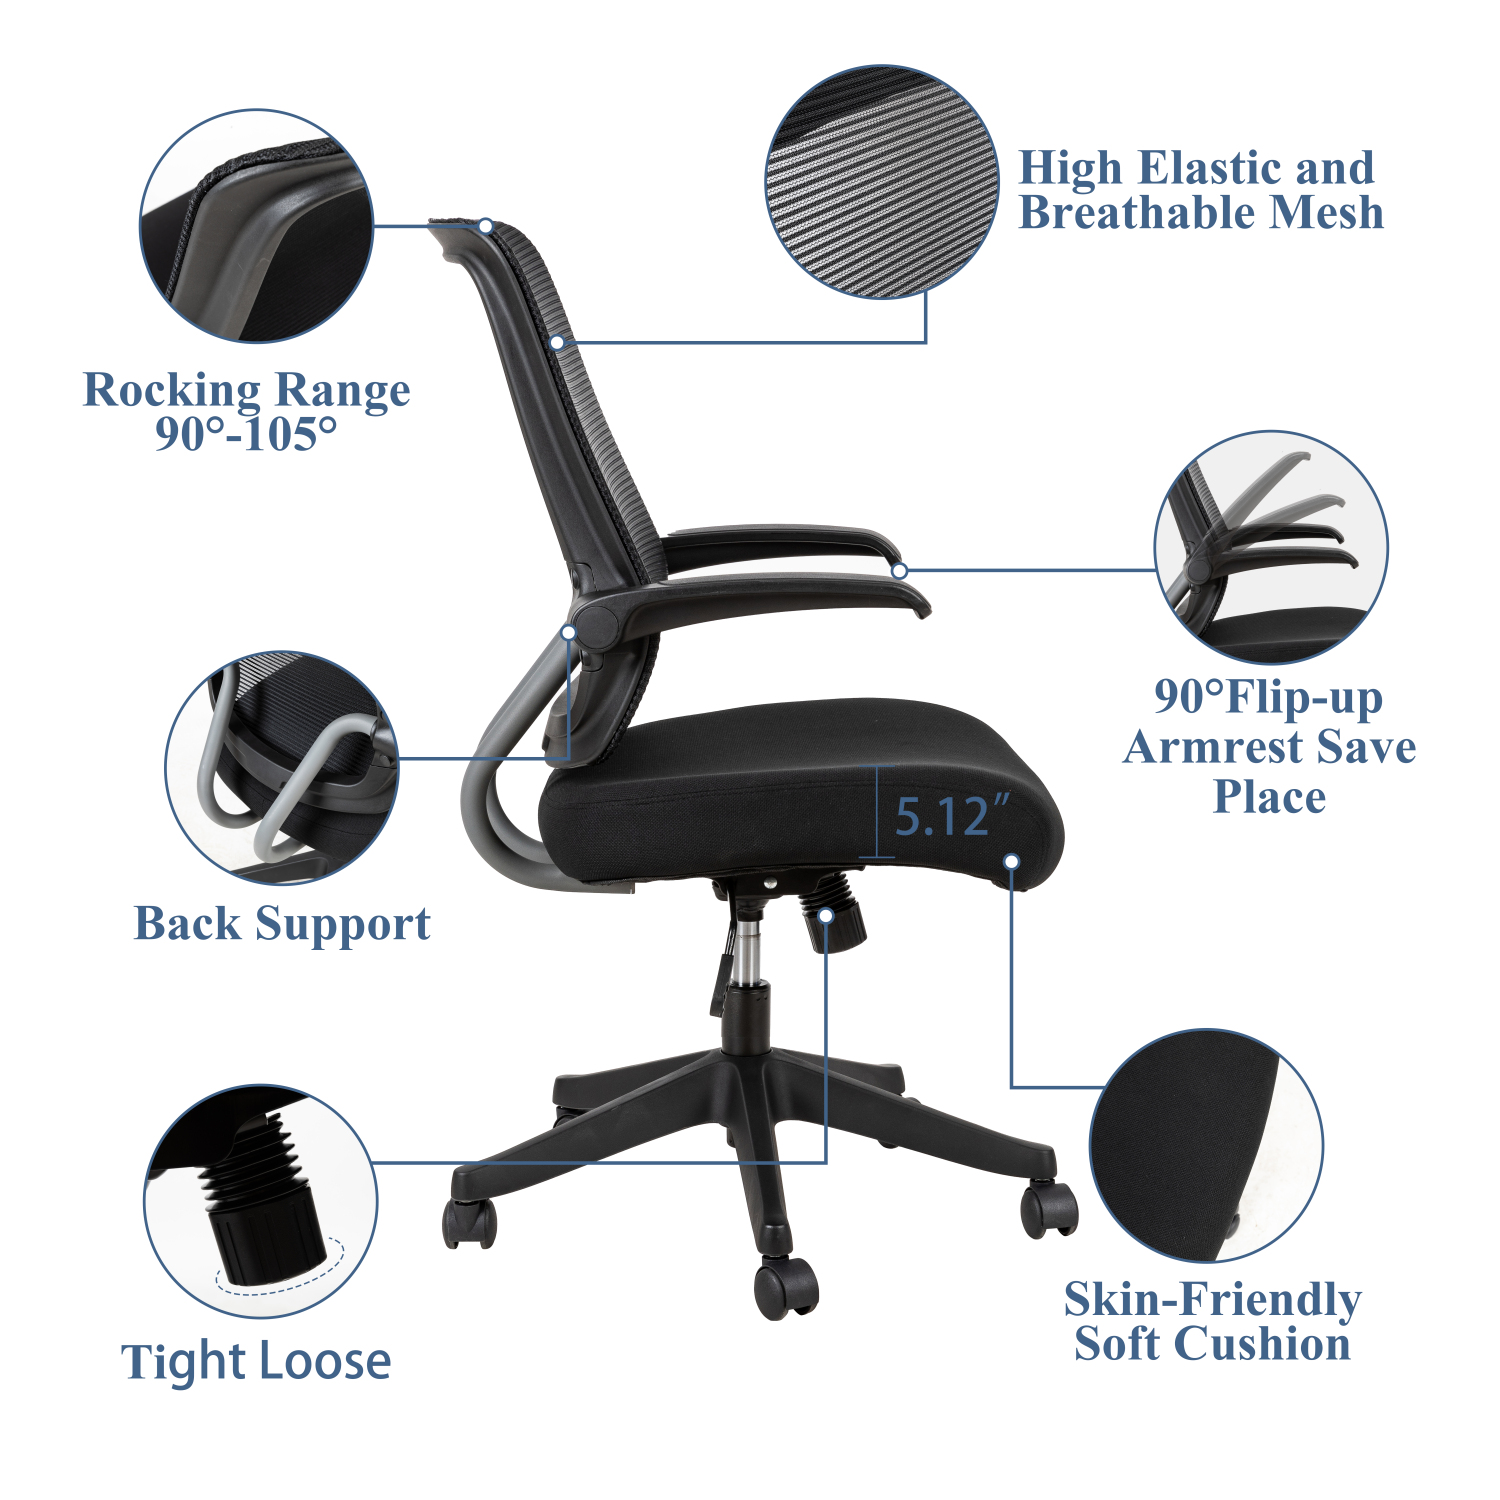 High Elastic and
Breathable Mesh
Rocking Range
90°-105°
90°Flip-up
Armrest Save
Place
5.12"
Back Support
Skin-Friendly
Soft Cushion
Tight Loose